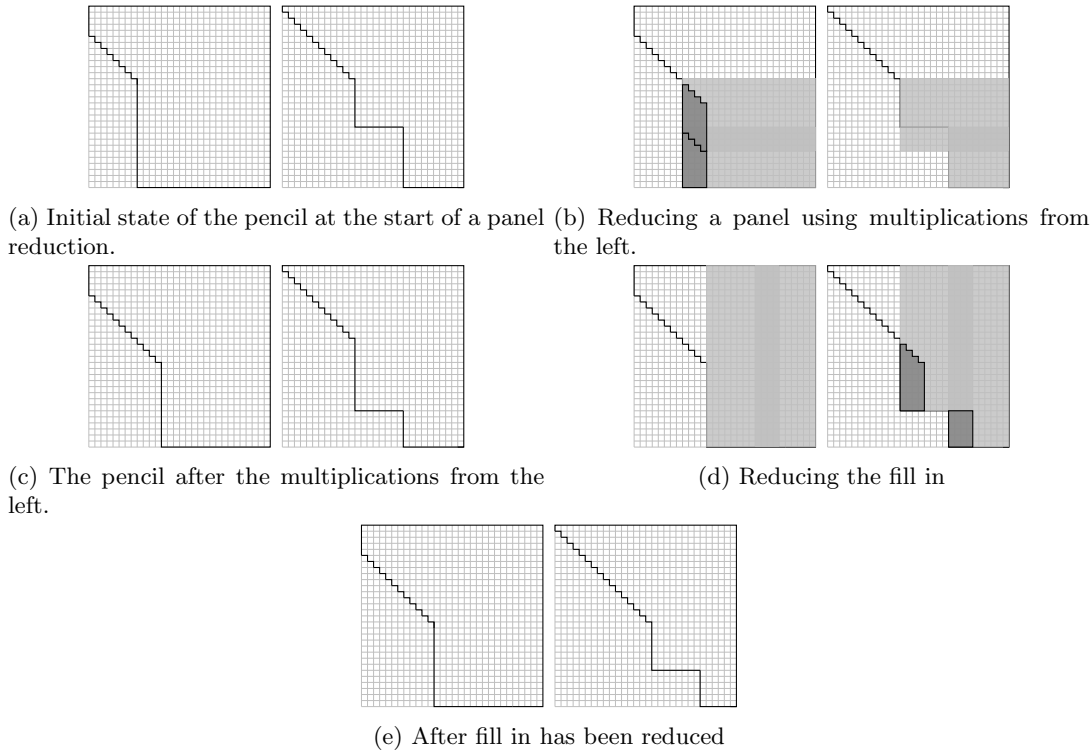 (a) Initial state of the pencil at the start of a panel reduction.
(b) Reducing a panel using multiplications from the left.
(c) The pencil after the multiplications from the left.
(d) Reducing the fill in
(e) After fill in has been reduced